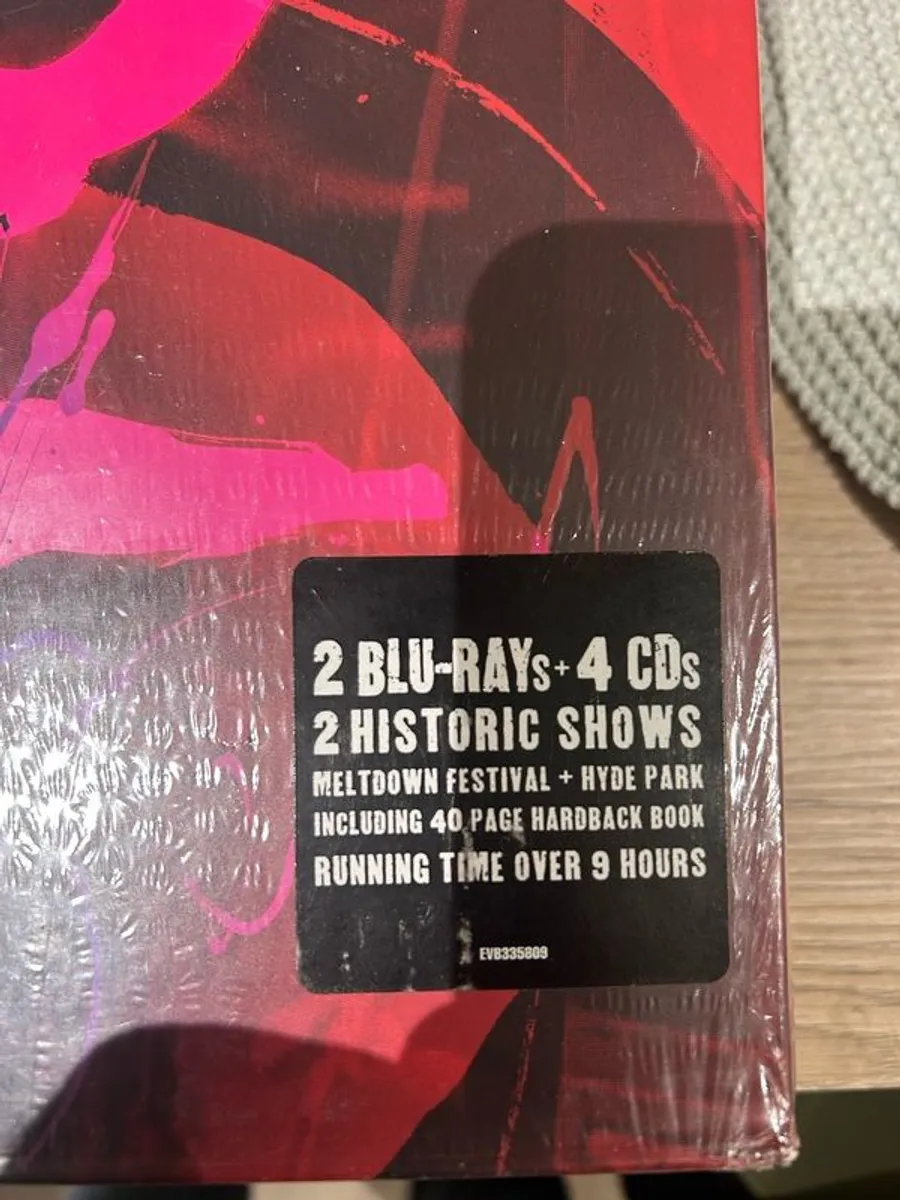 2 BLU-RAYs + 4 CDs
2 HISTORIC SHOWS
MELTDOWN FESTIVAL + HYDE PARK
INCLUDING 40 PAGE HARDBACK BOOK
RUNNING TIME OVER 9 HOURS
EVB335809